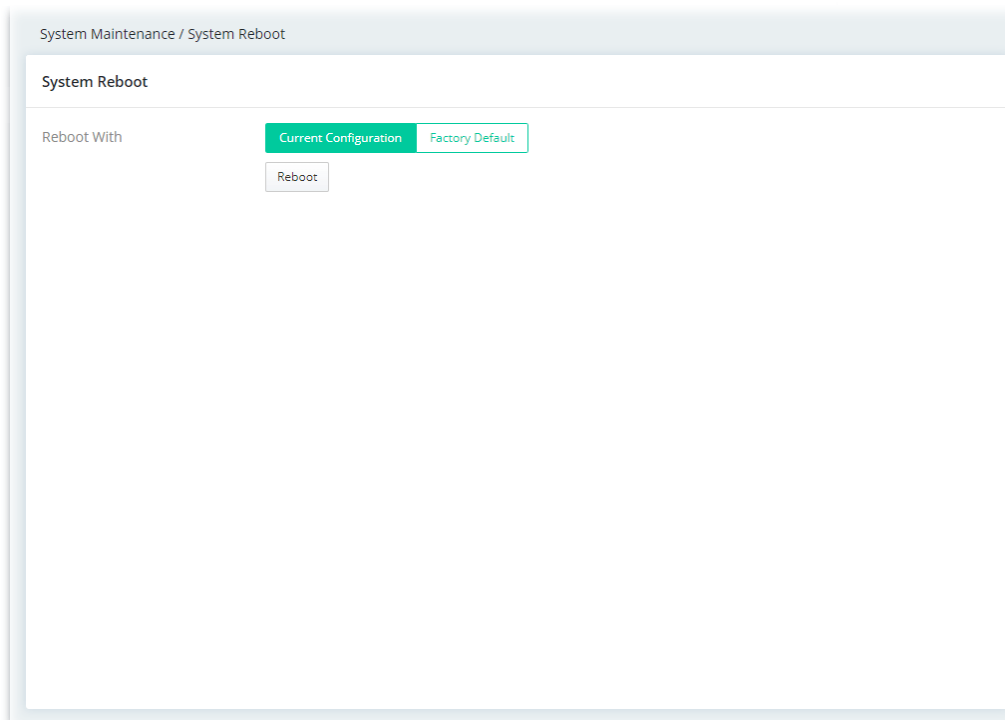 System Maintenance / System Reboot
System Reboot
Reboot With
Current Configuration Factory Default
Reboot